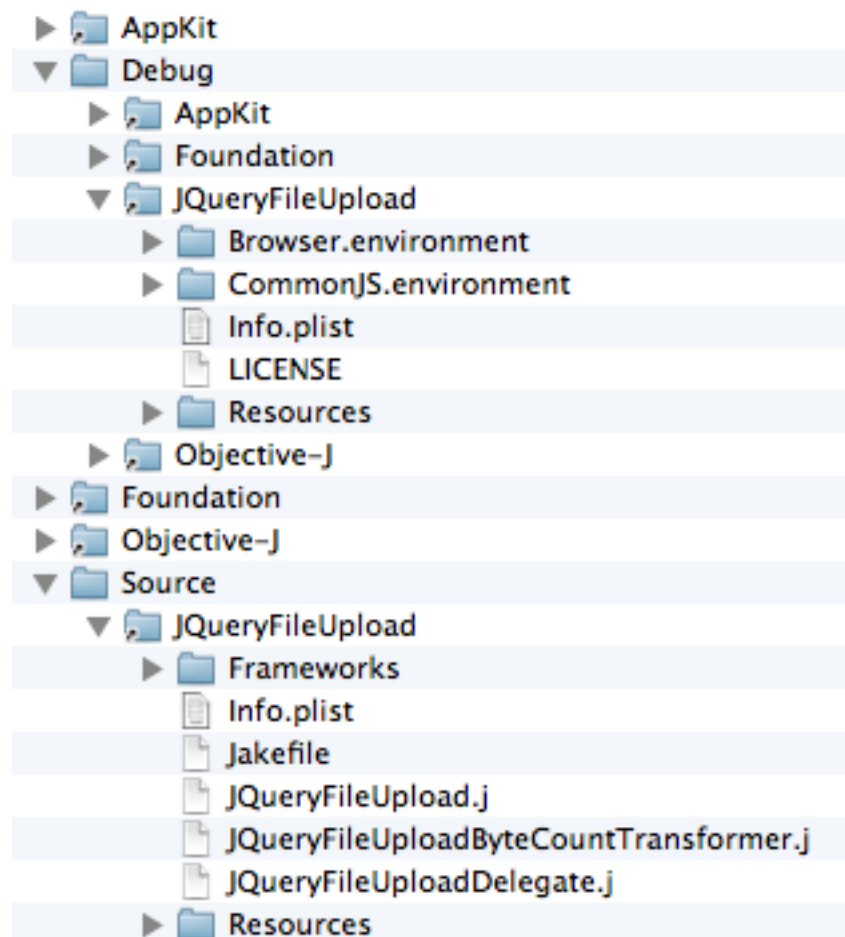 AppKit
Debug
AppKit
Foundation
JQueryFileUpload
Browser.environment
CommonJS.environment
Info.plist
LICENSE
Resources
Objective-J
Foundation
Objective-J
Source
JQueryFileUpload
Frameworks
Info.plist
Jakefile
JQueryFileUpload.j
JQueryFileUploadByteCountTransformer.j
JQueryFileUploadDelegate.j
Resources